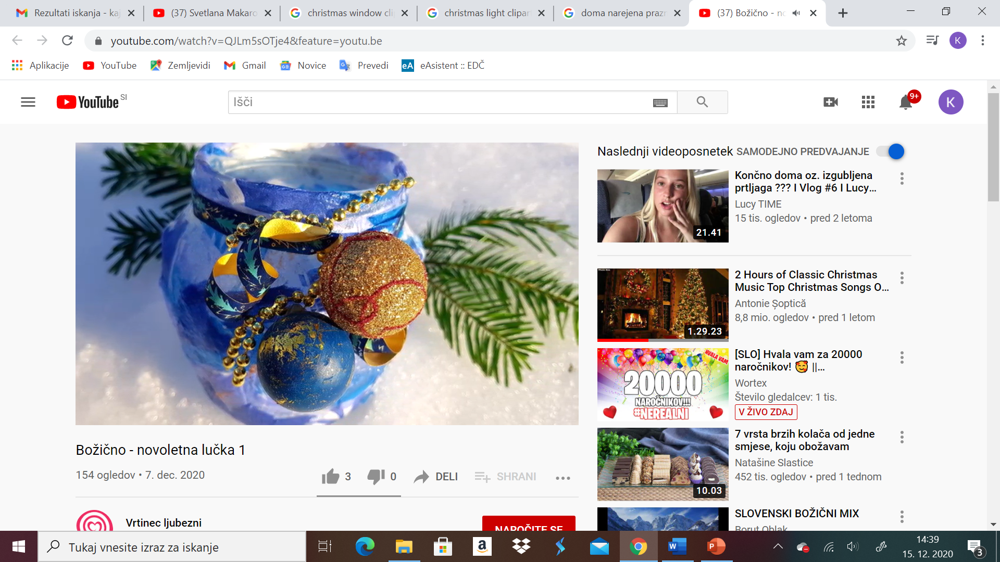 Rezultati iskanja - kaj
(37) Svetlana Makaro
christmas window cli
christmas light clipar
doma narejena prazn
(37) Božično - no
youtube.com/watch?v=QJLm5sOTje4&feature=youtu.be
K
Aplikacije
YouTube
Zemljevidi
Gmail
Novice
Prevedi
eA eAsistent :: EDČ
YouTube SI
Išči
9+
K
Naslednji videoposnetek SAMODEJNO PREDVAJANJE
Končno doma oz. izgubljena
prtljaga ??? I Vlog #6 I Lucy...
Lucy TIME
15 tis. ogledov • pred 2 letoma
21.41
2 Hours of Classic Christmas
Music Top Christmas Songs O...
Antonie Șoptică
8,8 mio. ogledov • pred 1 letom
Music Box
1.29.23
[SLO] Hvala vam za 20000
naročnikov! 🥰 ||...
Wortex
Število gledalcev: 1 tis.
V ŽIVO ZDAJ
HVALA VAM
20000
NAROČNIKOV!!!
#NEREALNI
7 vrsta brzih kolača od jedne
smjese, koju obožavam
Natašine Slastice
452 tis. ogledov • pred 1 tednom
10.03
SLOVENSKI BOŽIČNI MIX
Borut Oblak
Božično - novoletna lučka 1
154 ogledov • 7. dec. 2020
3
0
DELI
SHRANI
Vrtinec ljubezni
NAROČITE SE
Tukaj vnesite izraz za iskanje
14:39
15. 12. 2020
3